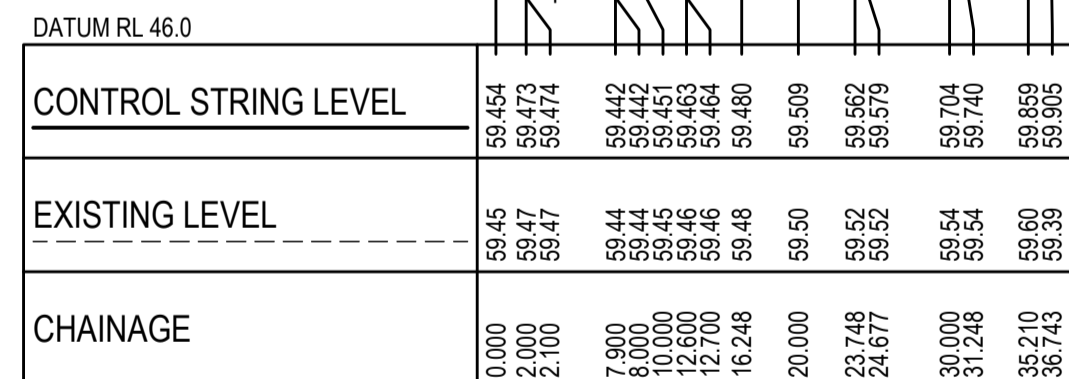 DATUM RL 46.0
CONTROL STRING LEVEL 59.454 59.473 59.474 59.442 59.442 59.451 59.463 59.464 59.480 59.509 59.562 59.579 59.704 59.740 59.859 59.905
EXISTING LEVEL 59.45 59.47 59.47 59.44 59.44 59.45 59.46 59.46 59.48 59.50 59.52 59.52 59.54 59.54 59.60 59.39
CHAINAGE 0.000 2.000 2.100 7.900 8.000 10.000 12.600 12.700 16.248 20.000 23.748 24.677 30.000 31.248 35.210 36.743